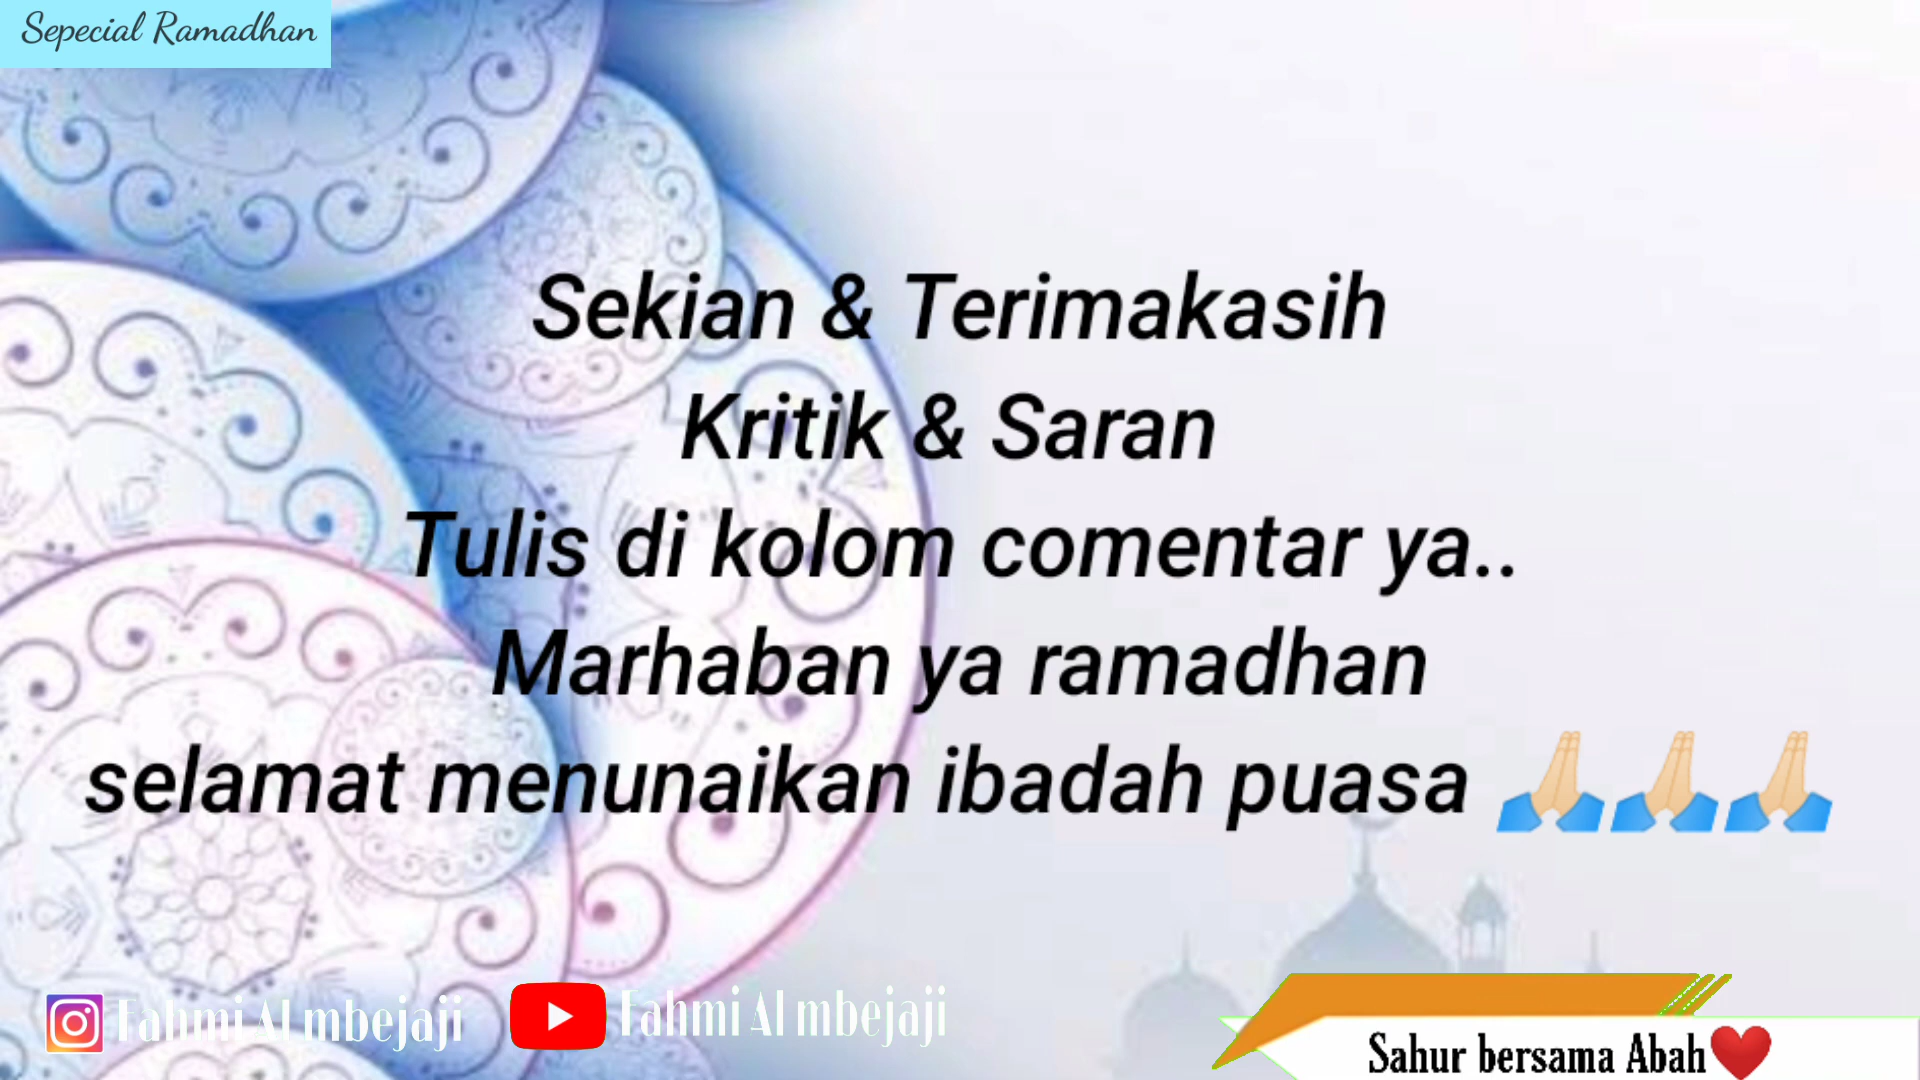 Sepecial Ramadhan
Sekian & Terimakasih
Kritik & Saran
Tulis di kolom comentar ya..
Marhaban ya ramadhan
selamat menunaikan ibadah puasa 🙏🏼🙏🏼🙏🏼
Fahmi Al mbejaji
Fahmi Al mbejaji
Sahur bersama Abah❤️